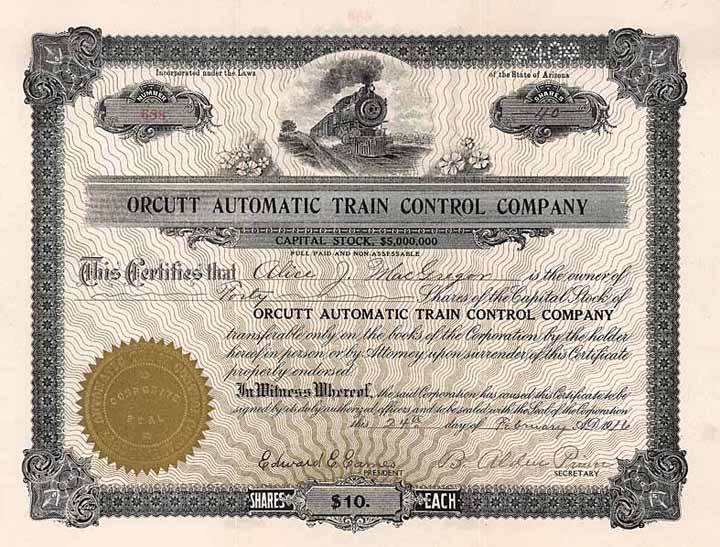 Incorporated under the Laws
of the State of Arizona
NUMBER
SHARES
40
ORCUTT AUTOMATIC TRAIN CONTROL COMPANY
CAPITAL STOCK, $5,000,000
FULL PAID AND NON-ASSESSABLE
This Certifies that Alice J. MacGregor is the owner of
Forty Shares of the Capital Stock of
ORCUTT AUTOMATIC TRAIN CONTROL COMPANY
transferable only on the books of the Corporation by the holder
hereof in person or by Attorney upon surrender of this Certificate
properly endorsed.
In Witness Whereof, the said Corporation has caused this Certificate to be
signed by its duly authorized officers and to be sealed with the Seal of the Corporation
this 24th day of February A.D. 1916
Edward E. Eames
PRESIDENT
B. Alden
SECRETARY
SHARES $10. EACH
CORPORATE
SEAL